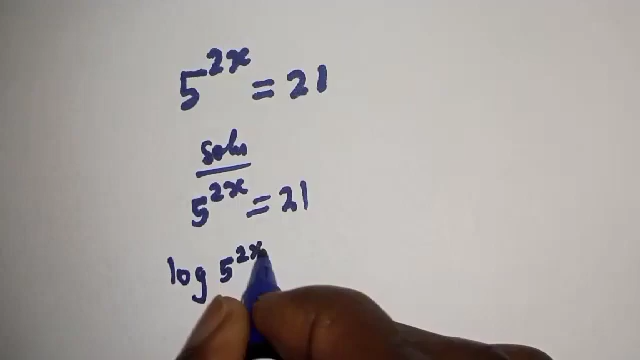 5^2x = 21
soln
5^2x = 21
log 5^2x